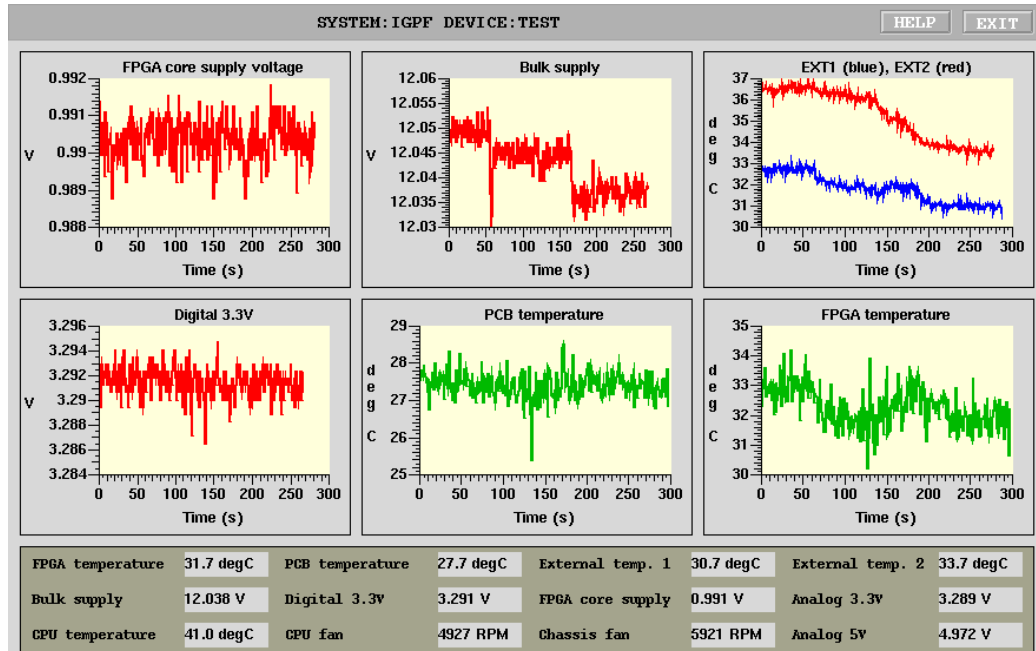 SYSTEM:IGPF DEVICE:TEST HELP EXIT
FPGA core supply voltage
0.992
0.991
0.99
0.989
0.988
V
0 50 100 150 200 250 300
Time (s)
Bulk supply
12.06
12.055
12.05
12.045
12.04
12.035
12.03
V
0 50 100 150 200 250 300
Time (s)
EXT1 (blue), EXT2 (red)
37
36
35
33
32
31
30
deg C
0 50 100 150 200 250 300
Time (s)
Digital 3.3V
3.296
3.294
3.292
3.29
3.288
3.286
3.284
V
0 50 100 150 200 250 300
Time (s)
PCB temperature
29
28
27
26
25
deg C
0 50 100 150 200 250 300
Time (s)
FPGA temperature
35
34
33
32
31
30
deg C
0 50 100 150 200 250 300
Time (s)
FPGA temperature 31.7 degC PCB temperature 27.7 degC External temp. 1 30.7 degC External temp. 2 33.7 degC
Bulk supply 12.038 V Digital 3.3V 3.291 V FPGA core supply 0.991 V Analog 3.3V 3.289 V
CPU temperature 41.0 degC CPU fan 4927 RPM Chassis fan 5921 RPM Analog 5V 4.972 V